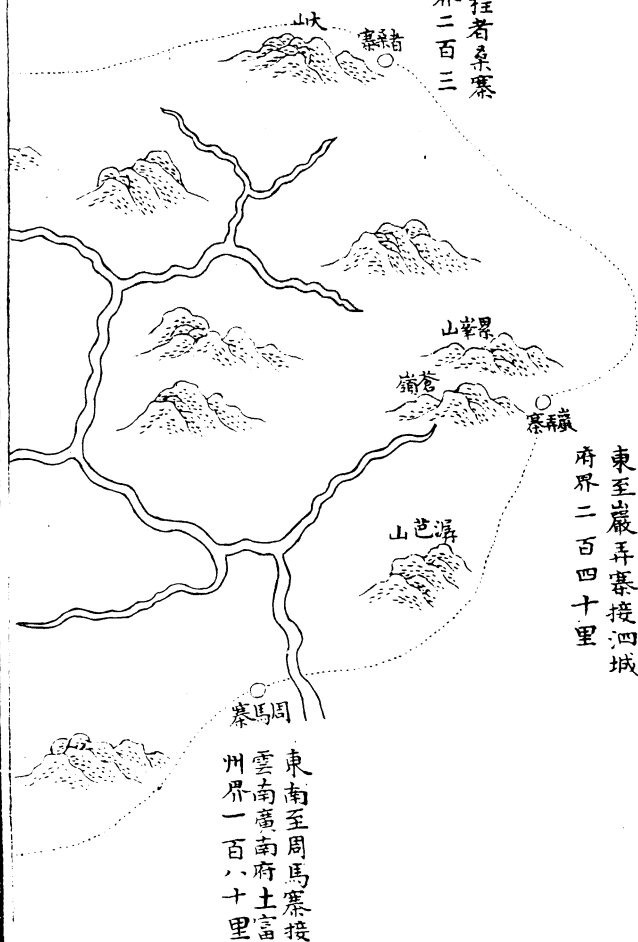 者桑寨
界二百三
大山
者桑寨
累峯山
蒼嶺
巖弄寨
東至巖弄寨接泗城
府界二百四十里
芭山
周馬寨
東南至周馬寨接
雲南廣南府土富
州界一百八十里